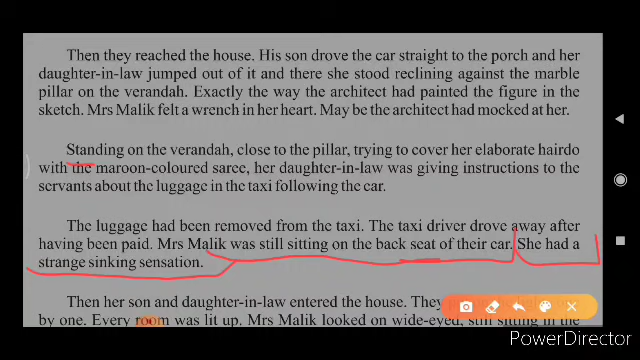 Then they reached the house. His son drove the car straight to the porch and her
daughter-in-law jumped out of it and there she stood reclining against the marble
pillar on the verandah. Exactly the way the architect had painted the figure in the
sketch. Mrs Malik felt a wrench in her heart. May be the architect had mocked at her.
Standing on the verandah, close to the pillar, trying to cover her elaborate hairdo
with the maroon-coloured saree, her daughter-in-law was giving instructions to the
servants about the luggage in the taxi following the car.
The luggage had been removed from the taxi. The taxi driver drove away after
having been paid. Mrs Malik was still sitting on the back seat of their car. She had a
strange sinking sensation.
Then her son and daughter-in-law entered the house. They
by one. Every room was lit up. Mrs Malik looked on wide-eyed, still sitting in the
PowerDirector